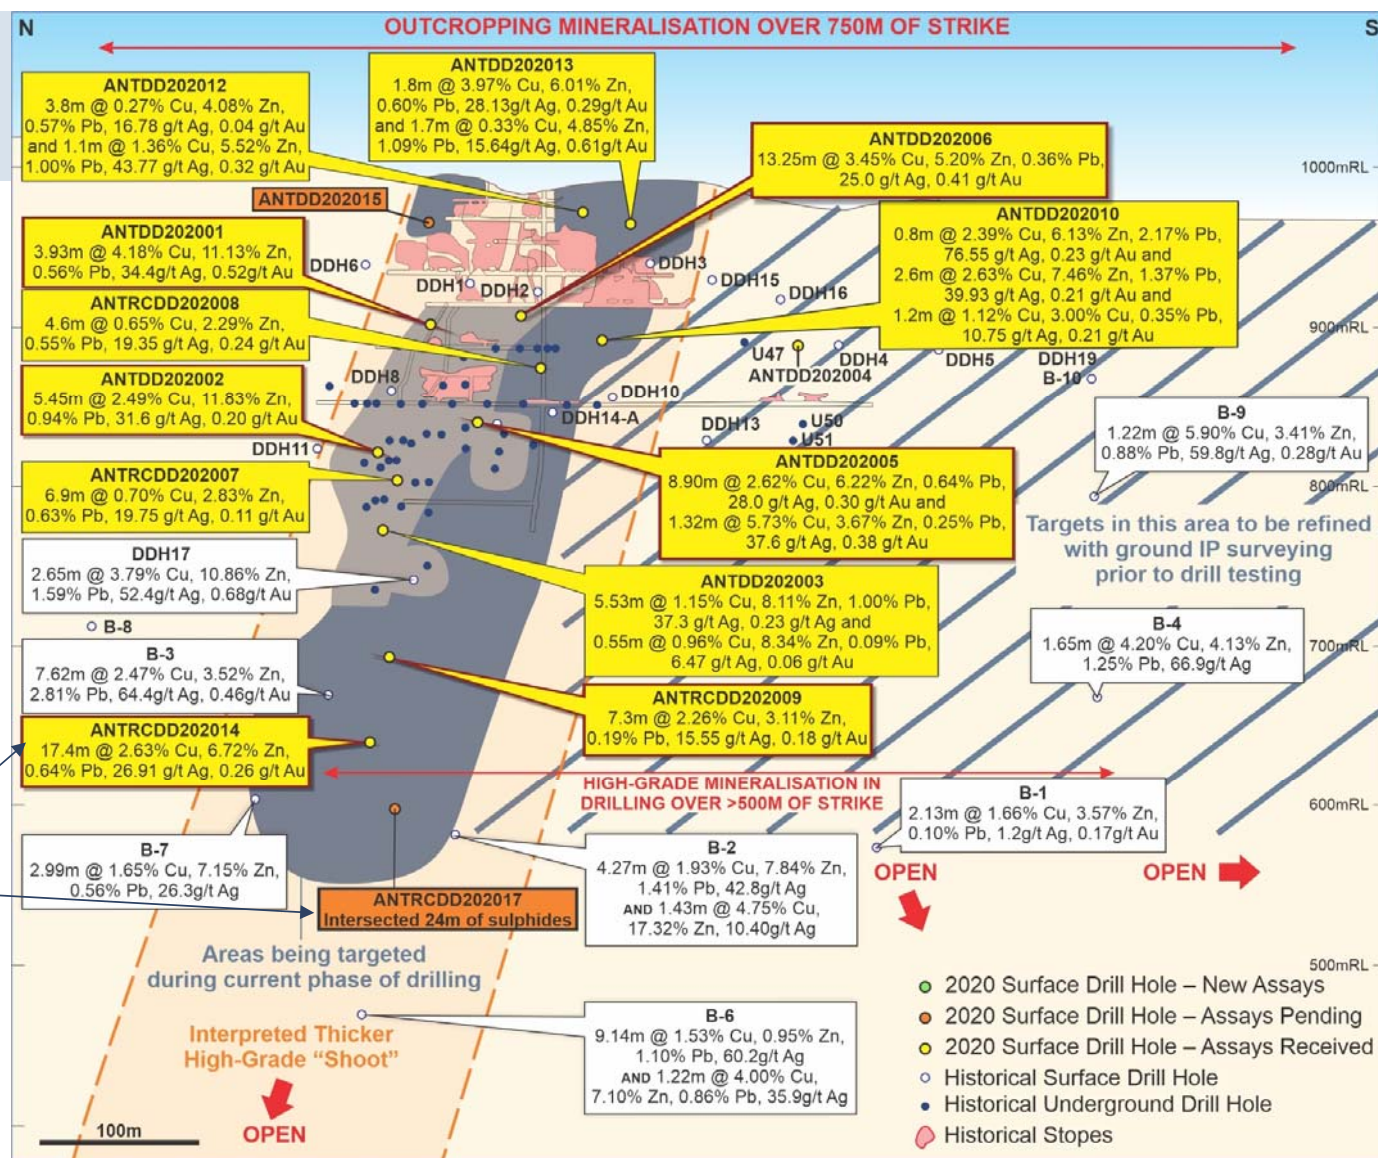 N
OUTCROPPING MINERALISATION OVER 750M OF STRIKE
S
ANTDD202012
3.8m @ 0.27% Cu, 4.08% Zn,
0.57% Pb, 16.78 g/t Ag, 0.04 g/t Au
and 1.1m @ 1.36% Cu, 5.52% Zn,
1.00% Pb, 43.77 g/t Ag, 0.32 g/t Au
ANTDD202013
1.8m @ 3.97% Cu, 6.01% Zn,
0.60% Pb, 28.13g/t Ag, 0.29g/t Au
and 1.7m @ 0.33% Cu, 4.85% Zn,
1.09% Pb, 15.64g/t Ag, 0.61g/t Au
ANTDD202006
13.25m @ 3.45% Cu, 5.20% Zn, 0.36% Pb,
25.0 g/t Ag, 0.41 g/t Au
1000mRL
ANTDD202015
ANTDD202010
0.8m @ 2.39% Cu, 6.13% Zn, 2.17% Pb,
76.55 g/t Ag, 0.23 g/t Au and
2.6m @ 2.63% Cu, 7.46% Zn, 1.37% Pb,
39.93 g/t Ag, 0.21 g/t Au and
1.2m @ 1.12% Cu, 3.00% Cu, 0.35% Pb,
10.75 g/t Ag, 0.21 g/t Au
ANTDD202001
3.93m @ 4.18% Cu, 11.13% Zn,
0.56% Pb, 34.4g/t Ag, 0.52g/t Au
DDH6
DDH1
DDH2
DDH3
DDH15
DDH16
ANTRCDD202008
4.6m @ 0.65% Cu, 2.29% Zn,
0.55% Pb, 19.35 g/t Ag, 0.24 g/t Au
900mRL
U47
ANTDD202004
DDH4
DDH5
DDH19
B-10
ANTDD202002
5.45m @ 2.49% Cu, 11.83% Zn,
0.94% Pb, 31.6 g/t Ag, 0.20 g/t Au
DDH8
DDH10
DDH14-A
DDH13
U50
U51
DDH11
B-9
1.22m @ 5.90% Cu, 3.41% Zn,
0.88% Pb, 59.8g/t Ag, 0.28g/t Au
ANTDD202005
8.90m @ 2.62% Cu, 6.22% Zn, 0.64% Pb,
28.0 g/t Ag, 0.30 g/t Au and
1.32m @ 5.73% Cu, 3.67% Zn, 0.25% Pb,
37.6 g/t Ag, 0.38 g/t Au
ANTRCDD202007
6.9m @ 0.70% Cu, 2.83% Zn,
0.63% Pb, 19.75 g/t Ag, 0.11 g/t Au
800mRL
Targets in this area to be refined
with ground IP surveying
prior to drill testing
DDH17
2.65m @ 3.79% Cu, 10.86% Zn,
1.59% Pb, 52.4g/t Ag, 0.68g/t Au
ANTDD202003
5.53m @ 1.15% Cu, 8.11% Zn, 1.00% Pb,
37.3 g/t Ag, 0.23 g/t Ag and
0.55m @ 0.96% Cu, 8.34% Zn, 0.09% Pb,
6.47 g/t Ag, 0.06 g/t Au
B-8
B-4
1.65m @ 4.20% Cu, 4.13% Zn,
1.25% Pb, 66.9g/t Ag
700mRL
B-3
7.62m @ 2.47% Cu, 3.52% Zn,
2.81% Pb, 64.4g/t Ag, 0.46g/t Au
ANTRCDD202009
7.3m @ 2.26% Cu, 3.11% Zn,
0.19% Pb, 15.55 g/t Ag, 0.18 g/t Au
ANTRCDD202014
17.4m @ 2.63% Cu, 6.72% Zn,
0.64% Pb, 26.91 g/t Ag, 0.26 g/t Au
HIGH-GRADE MINERALISATION IN
DRILLING OVER >500M OF STRIKE
B-1
2.13m @ 1.66% Cu, 3.57% Zn,
0.10% Pb, 1.2g/t Ag, 0.17g/t Au
600mRL
B-7
2.99m @ 1.65% Cu, 7.15% Zn,
0.56% Pb, 26.3g/t Ag
B-2
4.27m @ 1.93% Cu, 7.84% Zn,
1.41% Pb, 42.8g/t Ag
AND 1.43m @ 4.75% Cu,
17.32% Zn, 10.40g/t Ag
OPEN
OPEN
ANTRCDD202017
Intersected 24m of sulphides
Areas being targeted
during current phase of drilling
500mRL
Interpreted Thicker
High-Grade “Shoot”
OPEN
B-6
9.14m @ 1.53% Cu, 0.95% Zn,
1.10% Pb, 60.2g/t Ag
AND 1.22m @ 4.00% Cu,
7.10% Zn, 0.86% Pb, 35.9g/t Ag
2020 Surface Drill Hole – New Assays
2020 Surface Drill Hole – Assays Pending
2020 Surface Drill Hole – Assays Received
Historical Surface Drill Hole
Historical Underground Drill Hole
Historical Stopes
100m